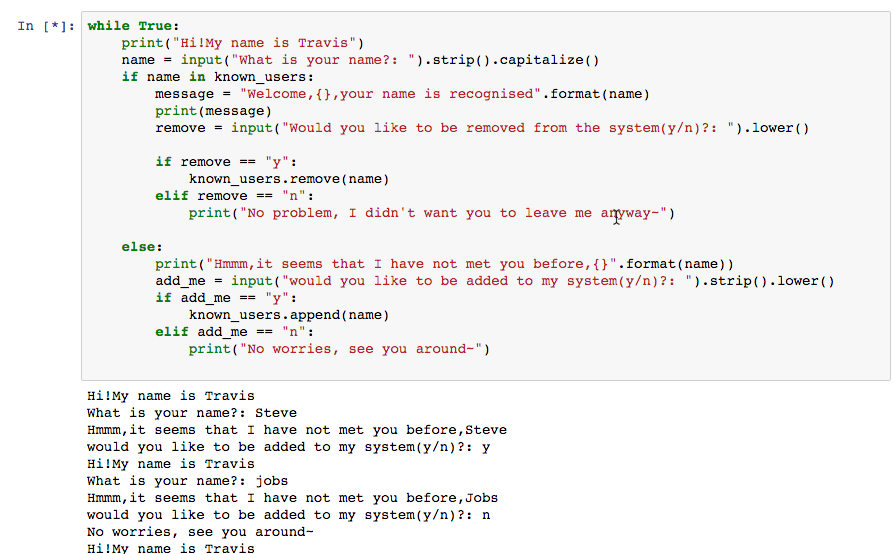 In [*]: while True:
    print("Hi!My name is Travis")
    name = input("What is your name?: ").strip().capitalize()
    if name in known_users:
        message = "Welcome,{},your name is recognised".format(name)
        print(message)
        remove = input("Would you like to be removed from the system(y/n)?: ").lower()
        if remove == "y":
            known_users.remove(name)
        elif remove == "n":
            print("No problem, I didn't want you to leave me anyway~")
    else:
        print("Hmmm,it seems that I have not met you before,{}".format(name))
        add_me = input("would you like to be added to my system(y/n)?: ").strip().lower()
        if add_me == "y":
            known_users.append(name)
        elif add_me == "n":
            print("No worries, see you around~")
Hi!My name is Travis
What is your name?: Steve
Hmmm,it seems that I have not met you before,Steve
would you like to be added to my system(y/n)?: y
Hi!My name is Travis
What is your name?: jobs
Hmmm,it seems that I have not met you before,Jobs
would you like to be added to my system(y/n)?: n
No worries, see you around~
Hi!My name is Travis